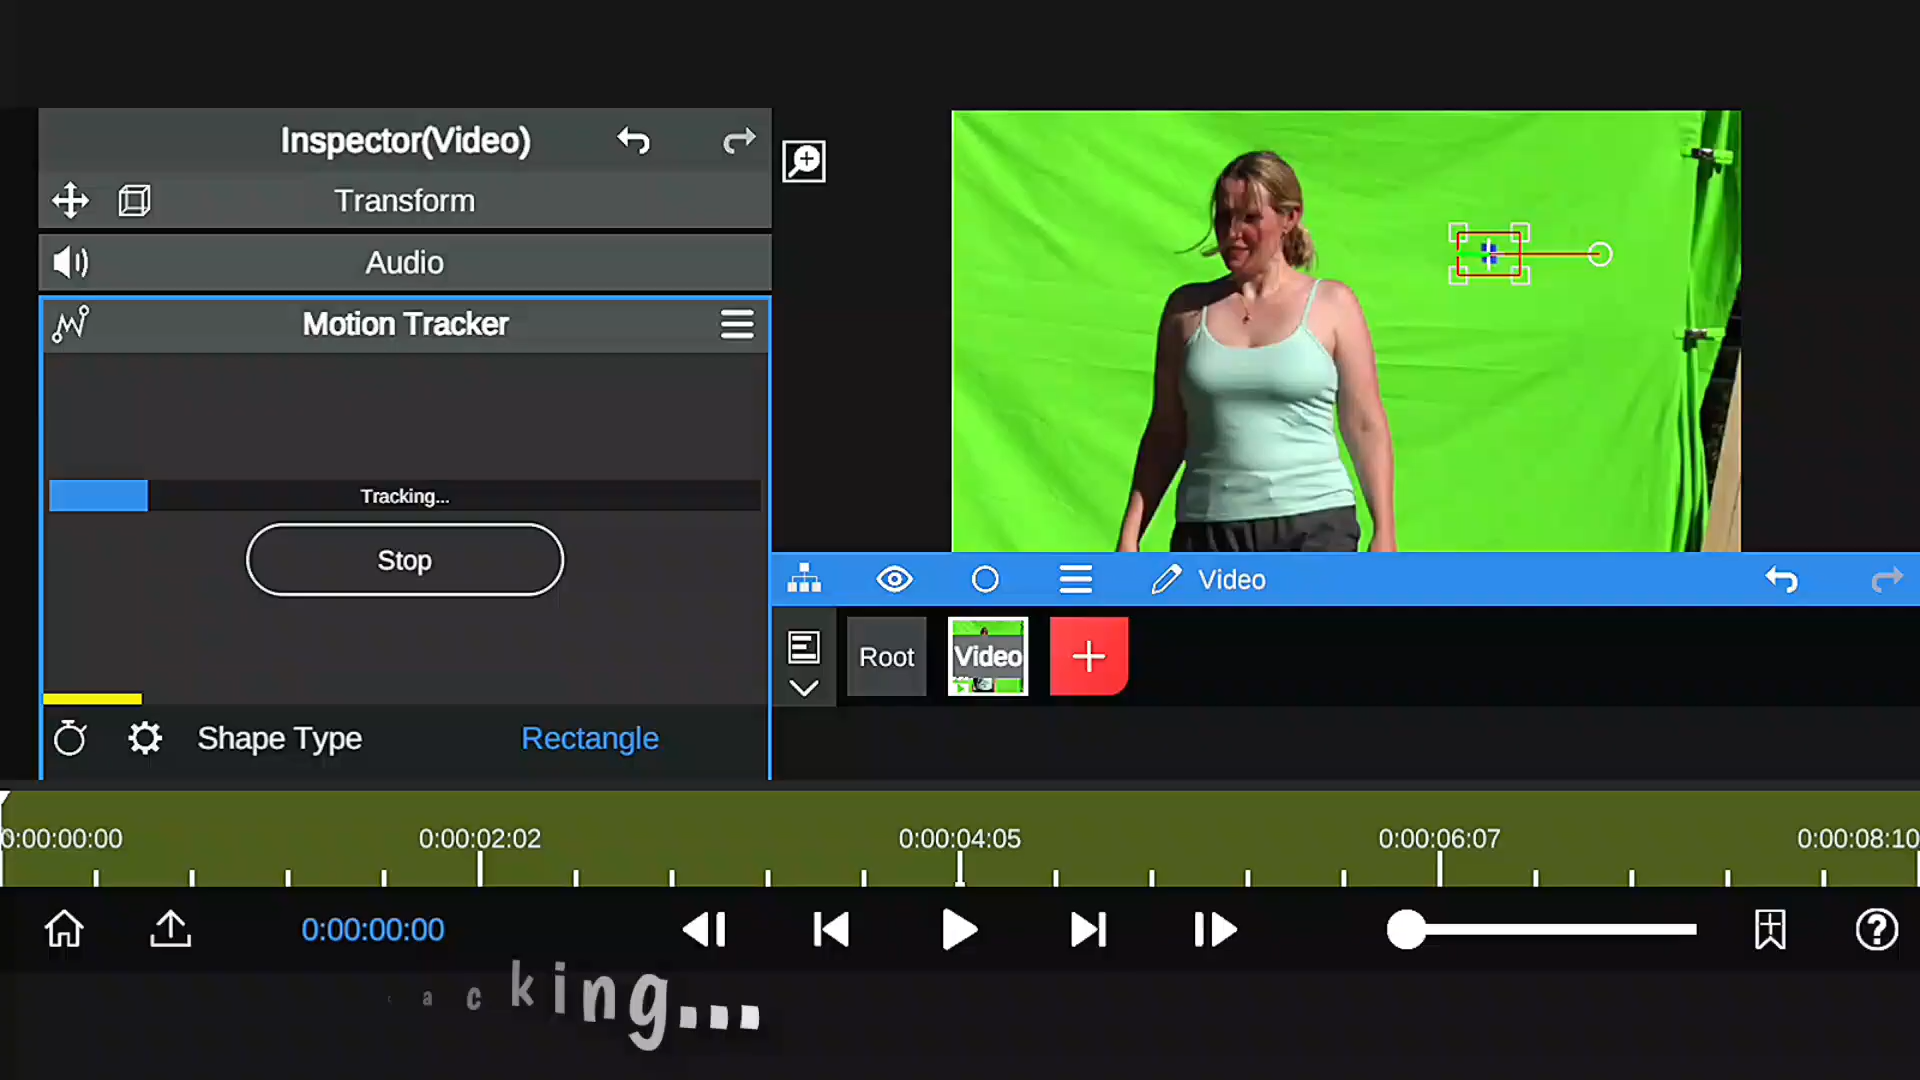 Inspector(Video)
Transform
Audio
Motion Tracker
Tracking...
Stop
Shape Type Rectangle
Video
Root
Video
0:00:00:00 0:00:02:02 0:00:04:05 0:00:06:07 0:00:08:10
0:00:00:00
acking...